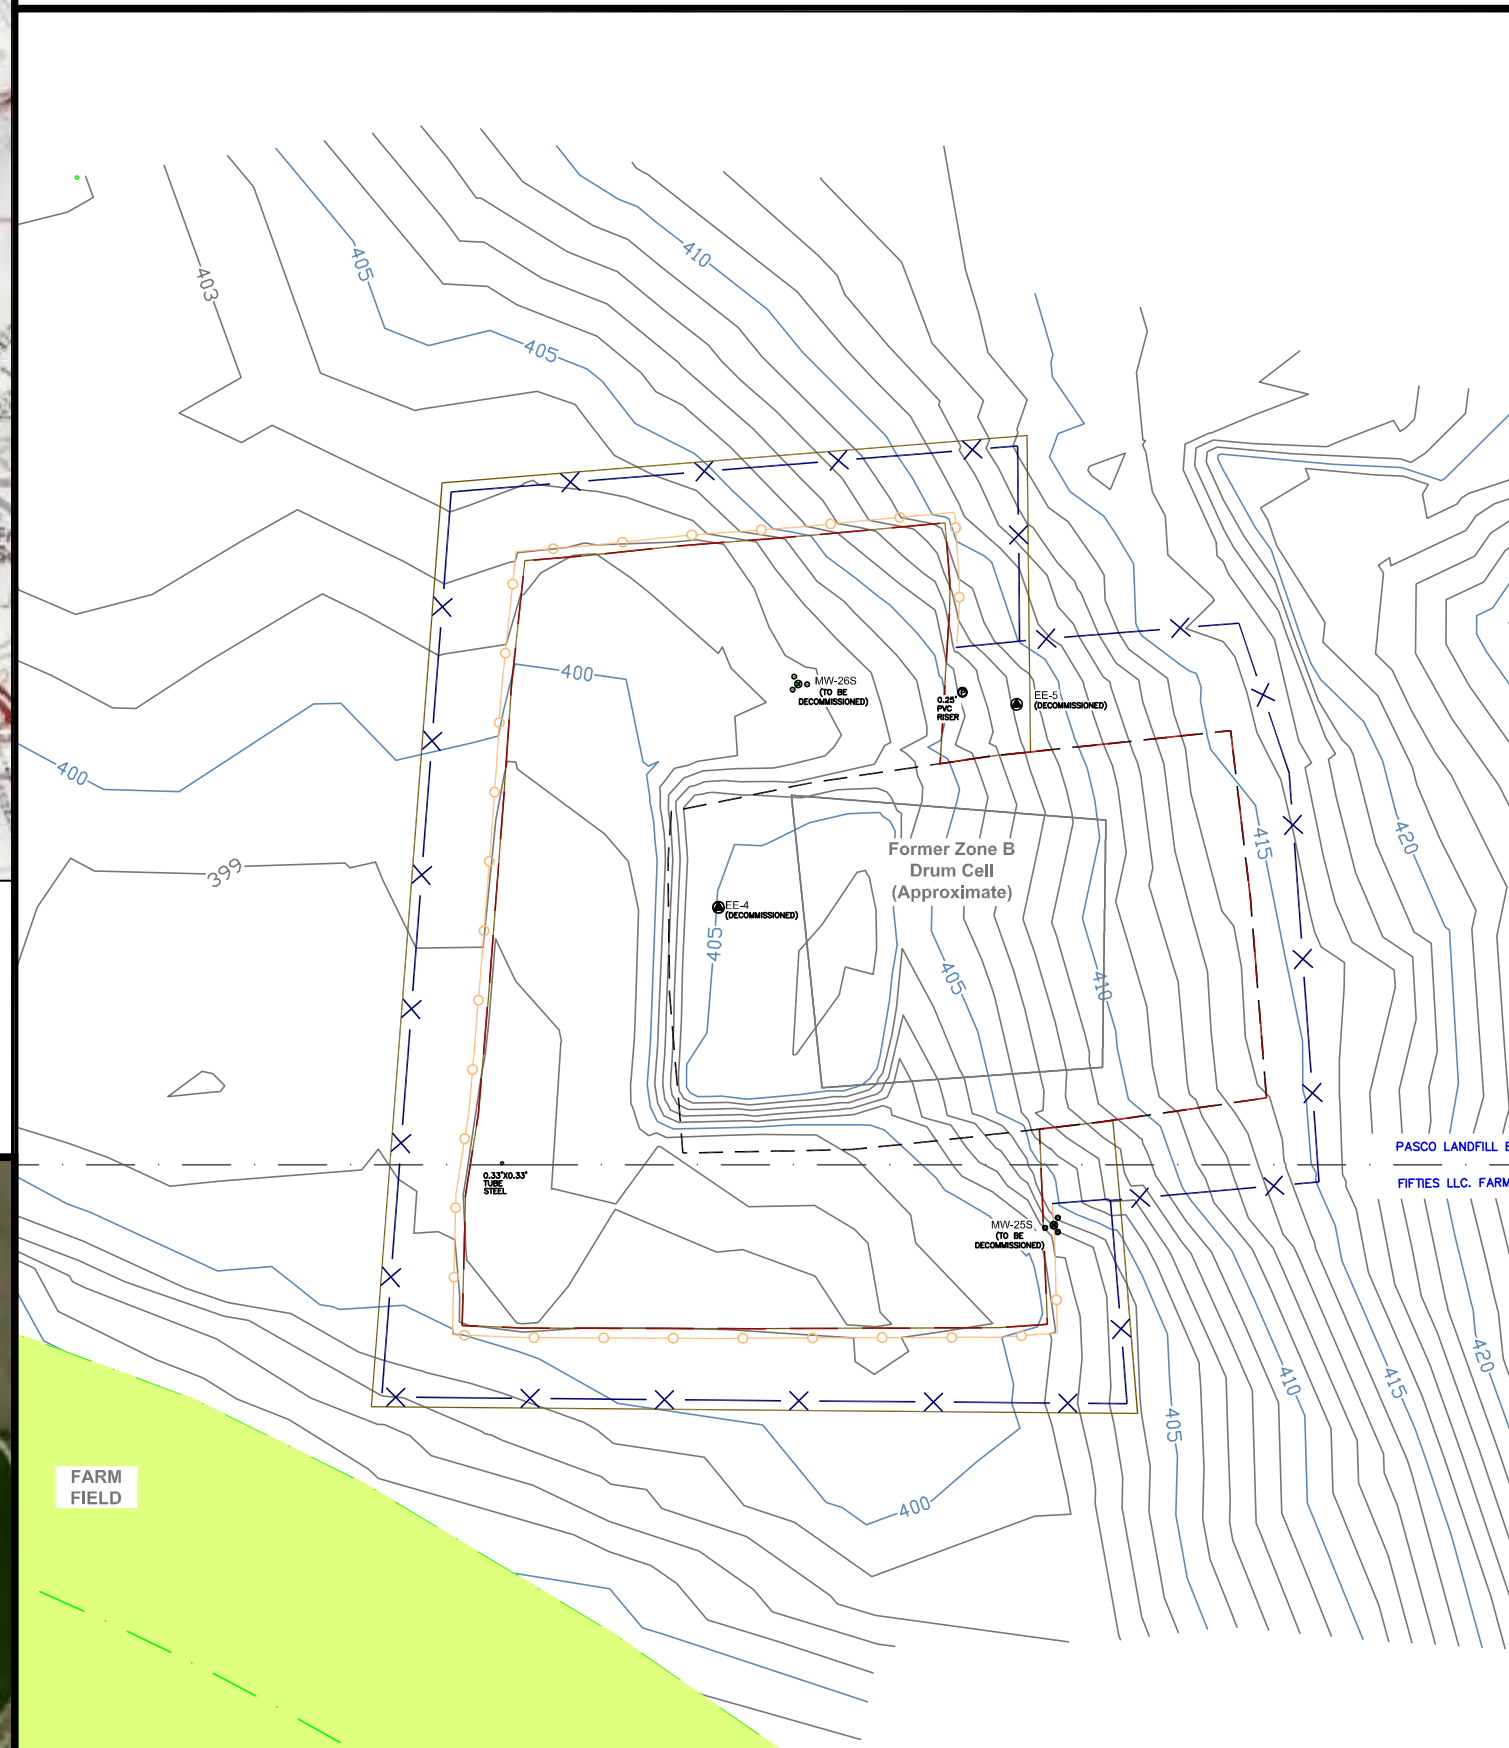 410
405
403
405
400
MW-26S
(TO BE
DECOMMISSIONED)
0.25'
PVC
RISER
EE-5
(DECOMMISSIONED)
400
399
Former Zone B
Drum Cell
(Approximate)
415
420
EE-4
(DECOMMISSIONED)
405
405
410
PASCO LANDFILL
0.33'X0.33'
TUBE
STEEL
FIFTIES LLC. FARM
MW-25S
(TO BE
DECOMMISSIONED)
420
410
415
405
FARM
FIELD
400